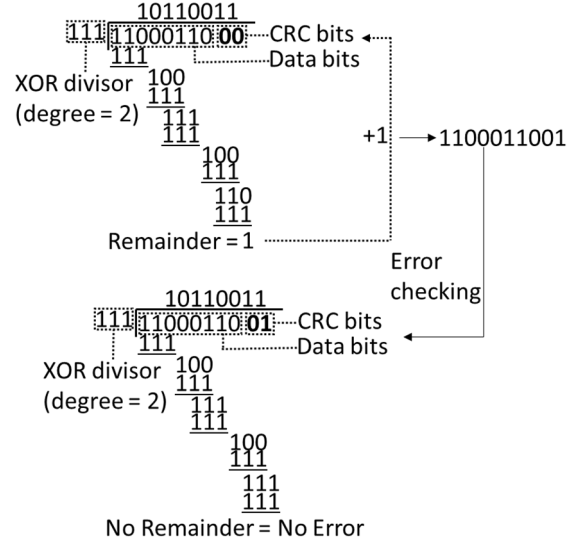 10110011
111 11000110 00 CRC bits
111 Data bits
XOR divisor
(degree = 2)
100
111
111
111
100
111
110
111
Remainder = 1
+1 1100011001
Error
checking
10110011
111 11000110 01 CRC bits
111 Data bits
XOR divisor
(degree = 2)
100
111
111
111
100
111
111
111
No Remainder = No Error